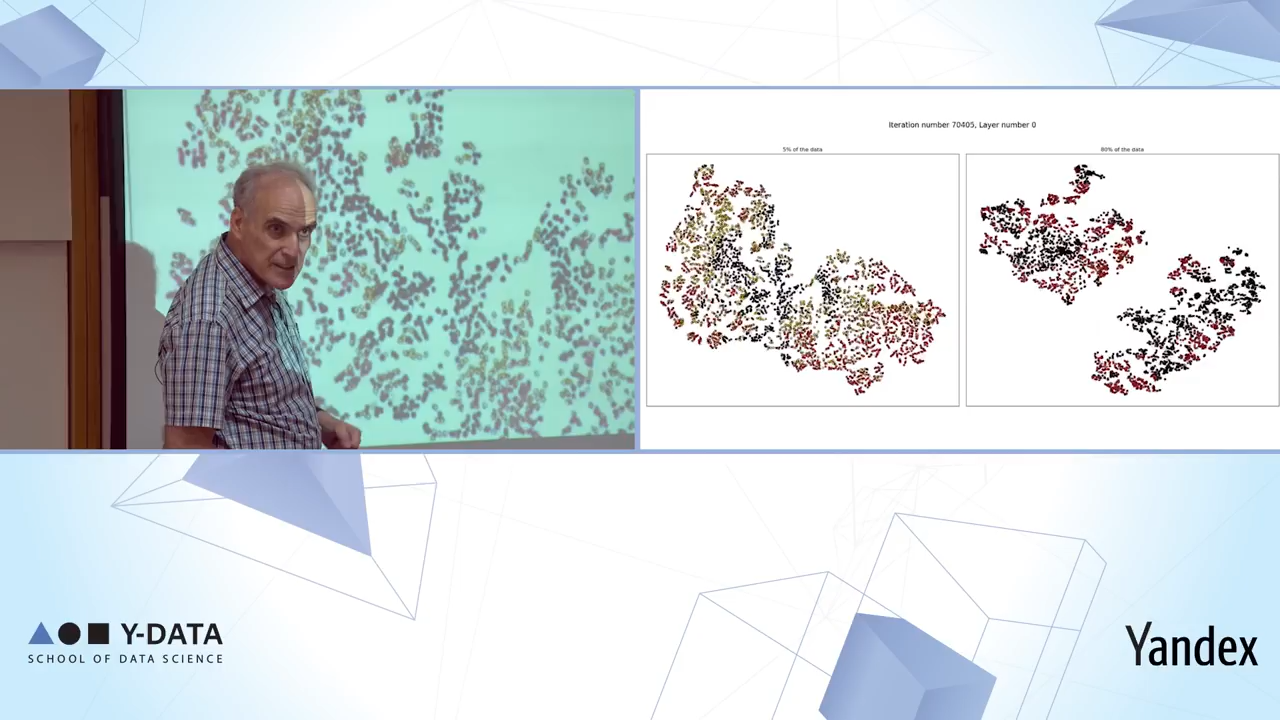 Iteration number 70405, Layer number 0
5% of the data
80% of the data
Y-DATA
SCHOOL OF DATA SCIENCE
Yandex